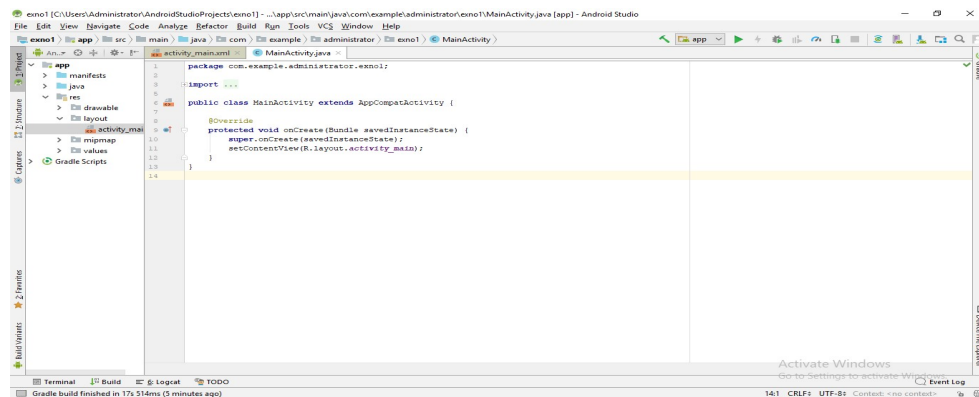 exno1 [C:\Users\Administrator\AndroidStudioProjects\exno1] - ...\app\src\main\java\com\example\administrator\exno1\MainActivity.java [app] - Android Studio
File Edit View Navigate Code Analyze Refactor Build Run Tools VCS Window Help
exno1 app src main java com example administrator exno1 MainActivity app
An... activity_main.xml MainActivity.java
1: Project
app
manifests
java
res
drawable
layout
activity_mai
mipmap
values
Gradle Scripts
2: Structure
Captures
2: Favorites
Build Variants
1 package com.example.administrator.exno1;
2
3 import ...
5
6 public class MainActivity extends AppCompatActivity {
7
8 @Override
9 protected void onCreate(Bundle savedInstanceState) {
10 super.onCreate(savedInstanceState);
11 setContentView(R.layout.activity_main);
12 }
13 }
14
Activate Windows
Go to Settings to activate Windows.
Terminal Build 6: Logcat TODO Event Log
Gradle build finished in 17s 514ms (5 minutes ago) 14:1 CRLF: UTF-8: Context: <no context>